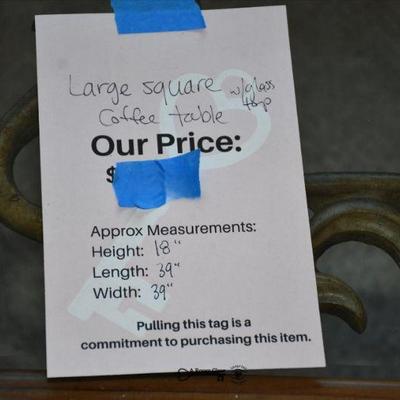 Large square w/glass top
Coffee table
Our Price:
$
Approx Measurements:
Height: 18"
Length: 39"
Width: 39"
Pulling this tag is a
commitment to purchasing this item.